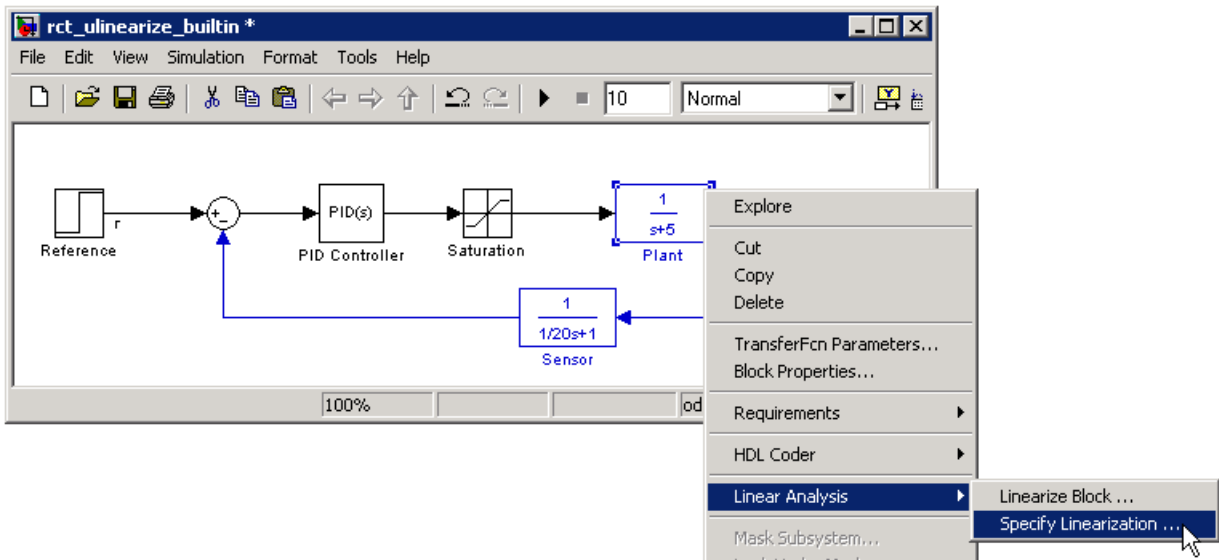 rct_ulinearize_builtin *
File Edit View Simulation Format Tools Help
10 Normal
+
-
r
Reference
PID(s)
PID Controller
Saturation
1
s+5
Plant
1
1/20s+1
Sensor
100%
od
Explore
Cut
Copy
Delete
TransferFcn Parameters...
Block Properties...
Requirements
HDL Coder
Linear Analysis
Linearize Block ...
Specify Linearization ...
Mask Subsystem...